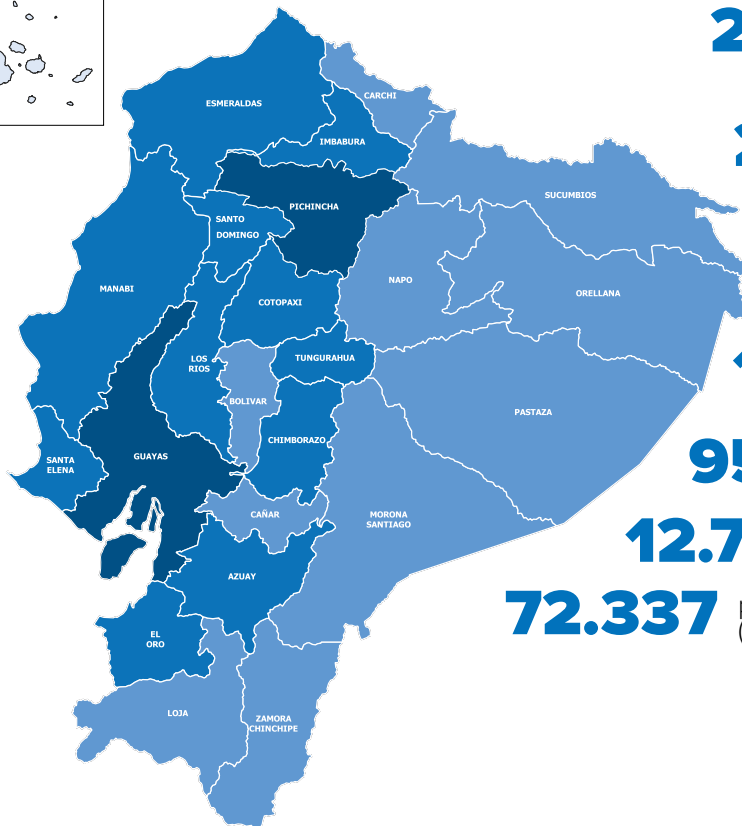 CARCHI
ESMERALDAS
IMBABURA
SUCUMBIOS
PICHINCHA
SANTO
DOMINGO
NAPO
MANABI
ORELLANA
COTOPAXI
LOS
RIOS
TUNGURAHUA
BOLIVAR
PASTAZA
CHIMBORAZO
GUAYAS
SANTA
ELENA
CAÑAR
MORONA
SANTIAGO
AZUAY
72.337
EL
ORO
LOJA
ZAMORA
CHINCHIPE